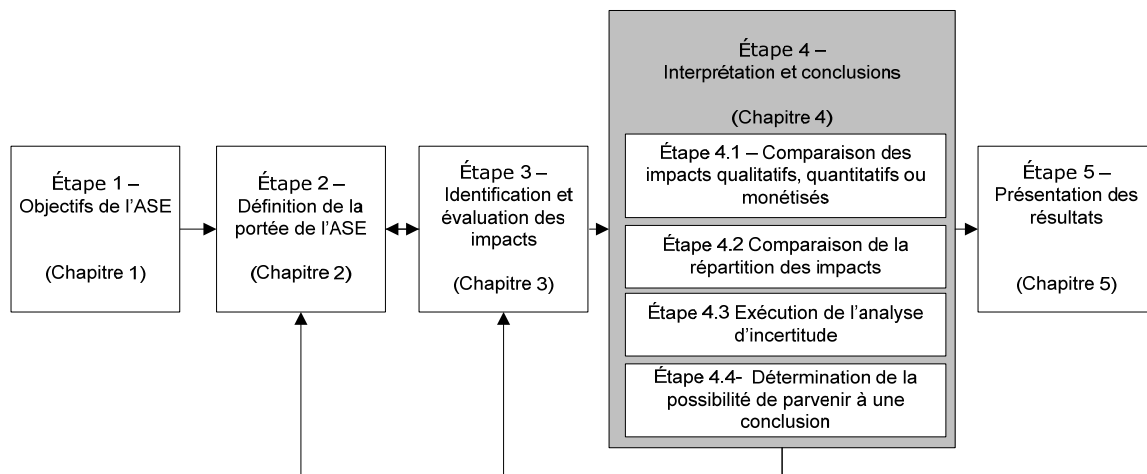 Étape 1 –
Objectifs de l’ASE
(Chapitre 1)
Étape 2 –
Définition de la
portée de l’ASE
(Chapitre 2)
Étape 3 –
Identification et
évaluation des
impacts
(Chapitre 3)
Étape 4 –
Interprétation et conclusions
(Chapitre 4)
Étape 4.1 – Comparaison des
impacts qualitatifs, quantitatifs ou
monétisés
Étape 4.2 Comparaison de la
répartition des impacts
Étape 4.3 Exécution de l’analyse
d’incertitude
Étape 4.4- Détermination de la
possibilité de parvenir à une
conclusion
Étape 5 –
Présentation des
résultats
(Chapitre 5)